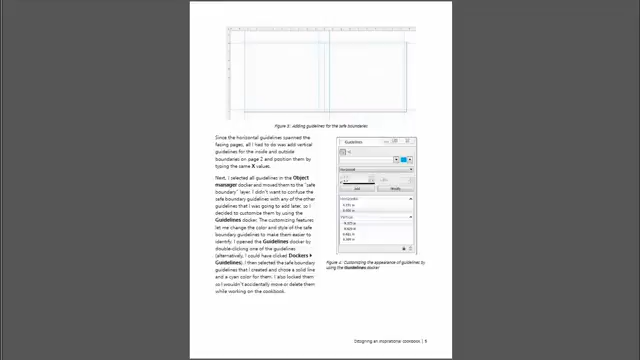 Figure 3: Adding guidelines for the safe boundaries
Since the horizontal guidelines spanned the
facing pages, all I had to do was add vertical
guidelines for the inside and outside
boundaries on page 2 and position them by
typing the same X values.
Next, I selected all guidelines in the Object
manager docker and moved them to the "safe
boundary" layer. I didn't want to confuse the
safe boundary guidelines with any of the other
guidelines that I was going to add later, so I
decided to customize them by using the
Guidelines docker. The customizing features
let me change the color and style of the safe
boundary guidelines to make them easier to
identify. I opened the Guidelines docker by
double-clicking one of the guidelines
(alternatively, I could have clicked Dockers ▸
Guidelines). I then selected the safe boundary
guidelines that I created and chose a solid line
and a cyan color for them. I also locked them
so I wouldn't accidentally move or delete them
while working on the cookbook.
Guidelines
Horizontal
Add
Modify
Horizontal
Vertical
Figure 4: Customizing the appearance of guidelines by
using the Guidelines docker
Designing an inspirational cookbook |